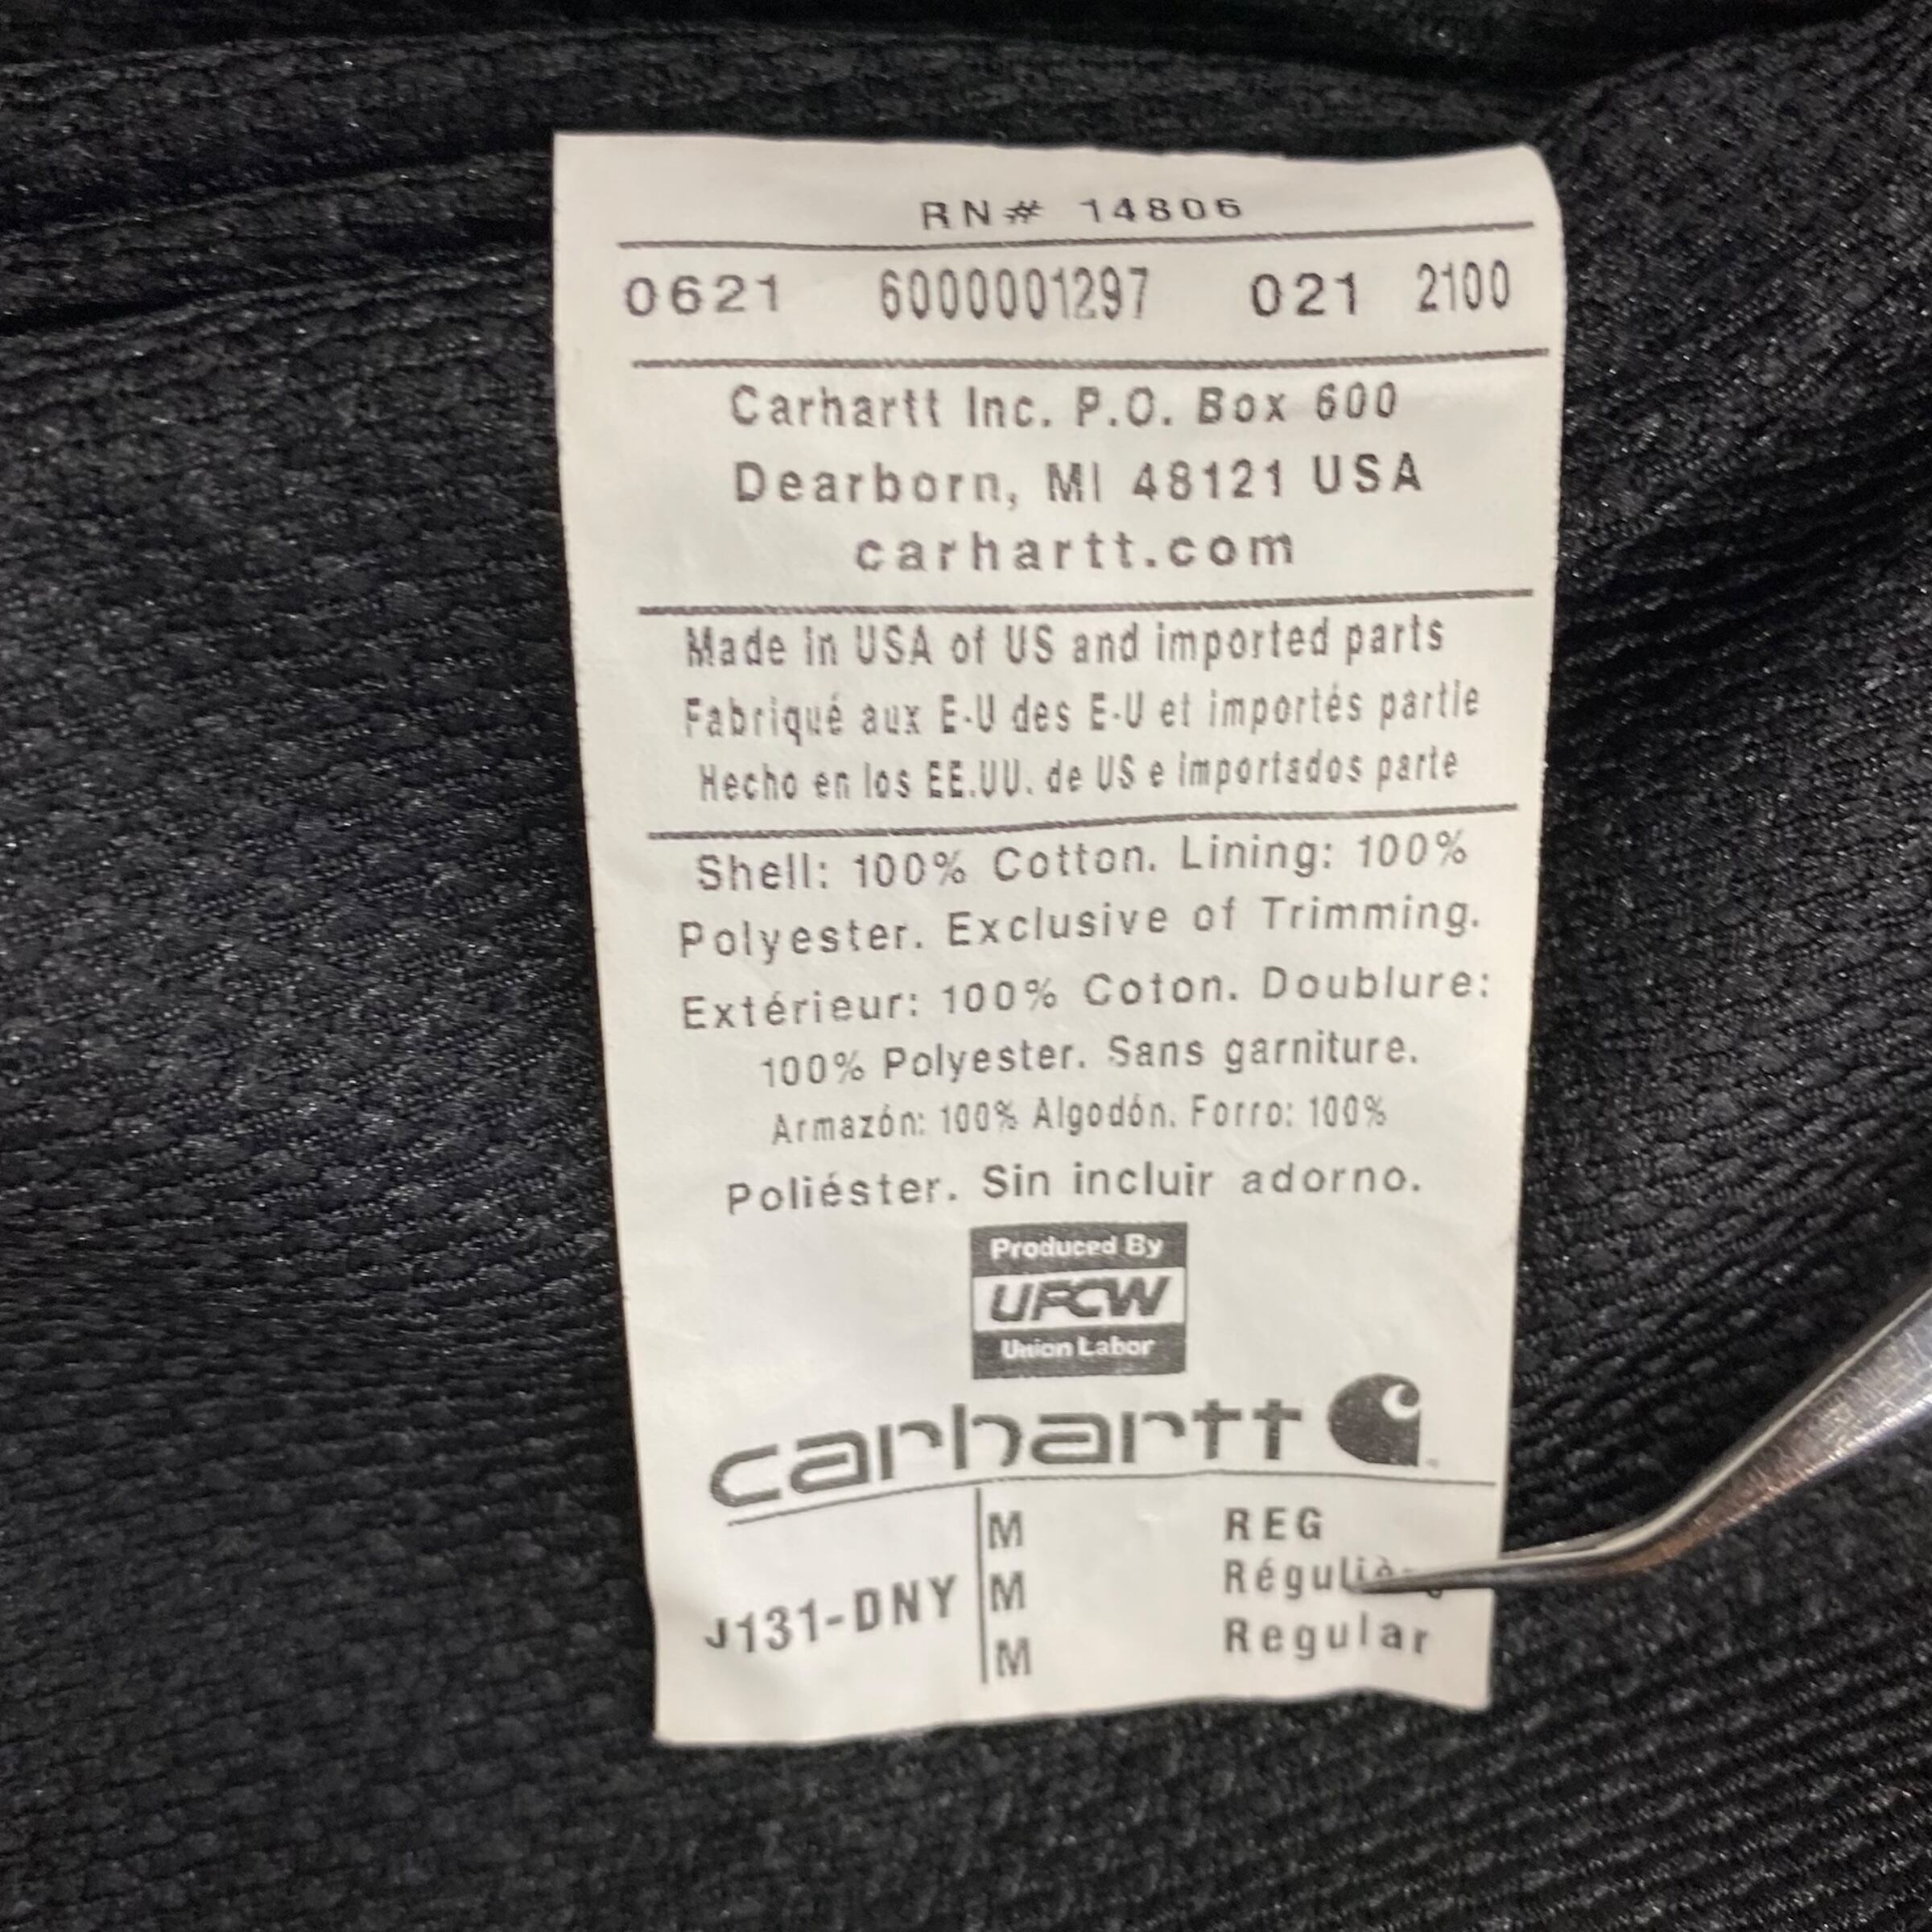 RN# 14806
0621 6000001297 021 2100
Carhartt Inc. P.O. Box 600
Dearborn, MI 48121 USA
carhartt.com
Made in USA of US and imported parts
Fabriqué aux E-U des E-U et importés partie
Hecho en los EE.UU. de US e importados parte
Shell: 100% Cotton. Lining: 100%
Polyester. Exclusive of Trimming.
Extérieur: 100% Coton. Doublure:
100% Polyester. Sans garniture.
Armazón: 100% Algodón. Forro: 100%
Poliéster. Sin incluir adorno.
Produced By
UFCW
Union Labor
carhartt
M REG
M
J131-DNY
M Regular